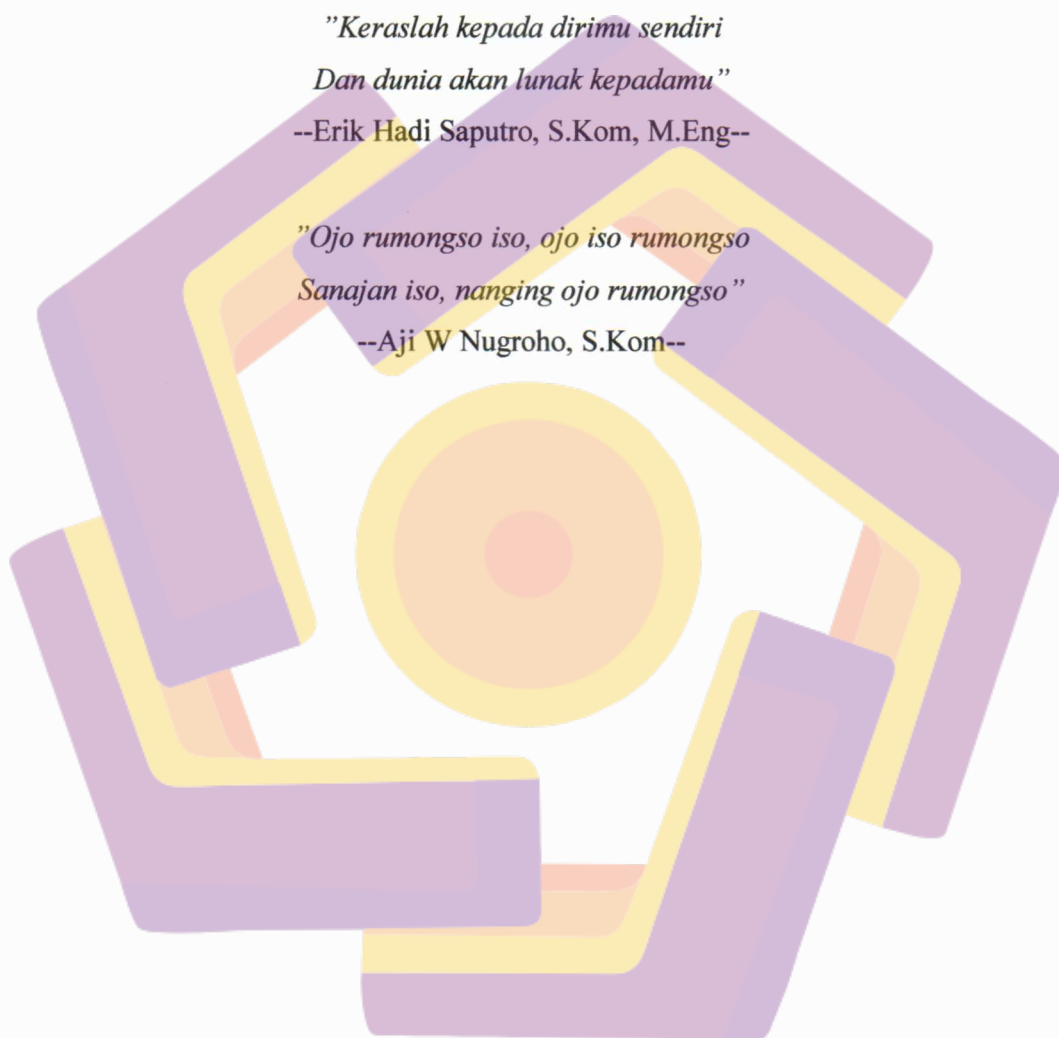 ”Keraslah kepada dirimu sendiri
Dan dunia akan lunak kepadamu”
--Erik Hadi Saputro, S.Kom, M.Eng--
”Ojo rumongso iso, ojo iso rumongso
Sanajan iso, nanging ojo rumongso”
--Aji W Nugroho, S.Kom--